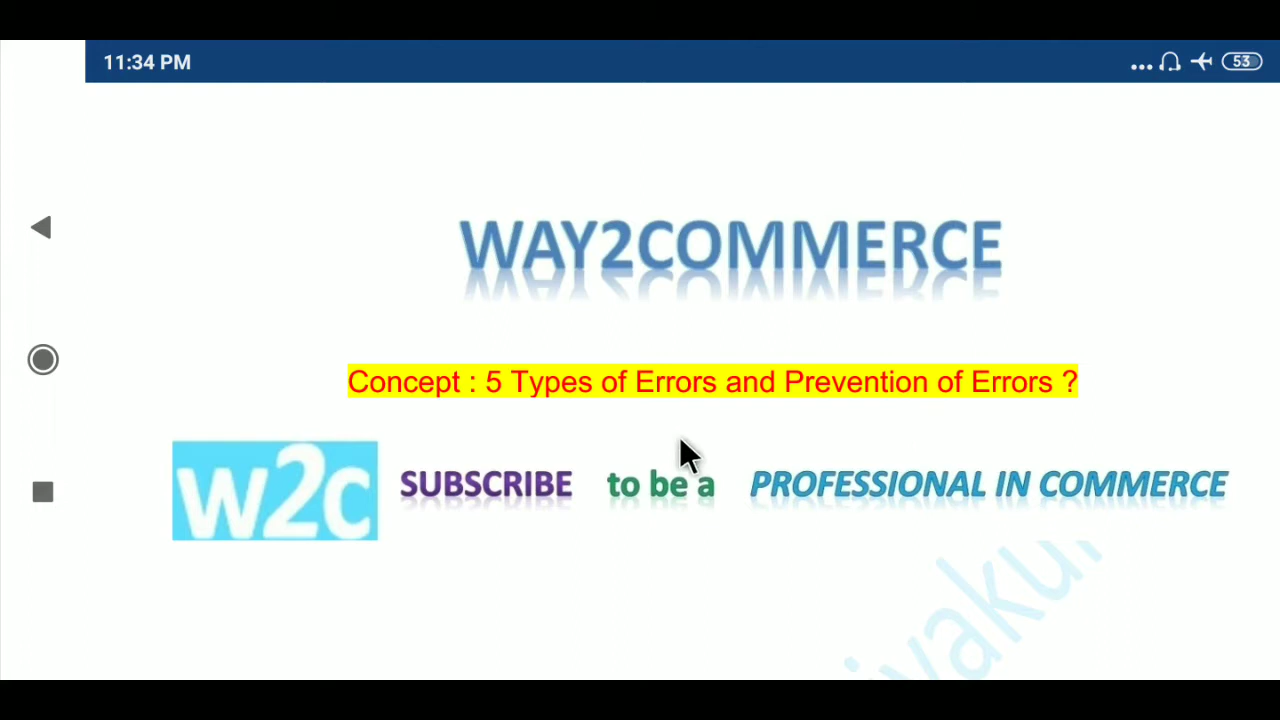 11:34 PM
53
WAY2COMMERCE
Concept : 5 Types of Errors and Prevention of Errors ?
W2C SUBSCRIBE to be a PROFESSIONAL IN COMMERCE